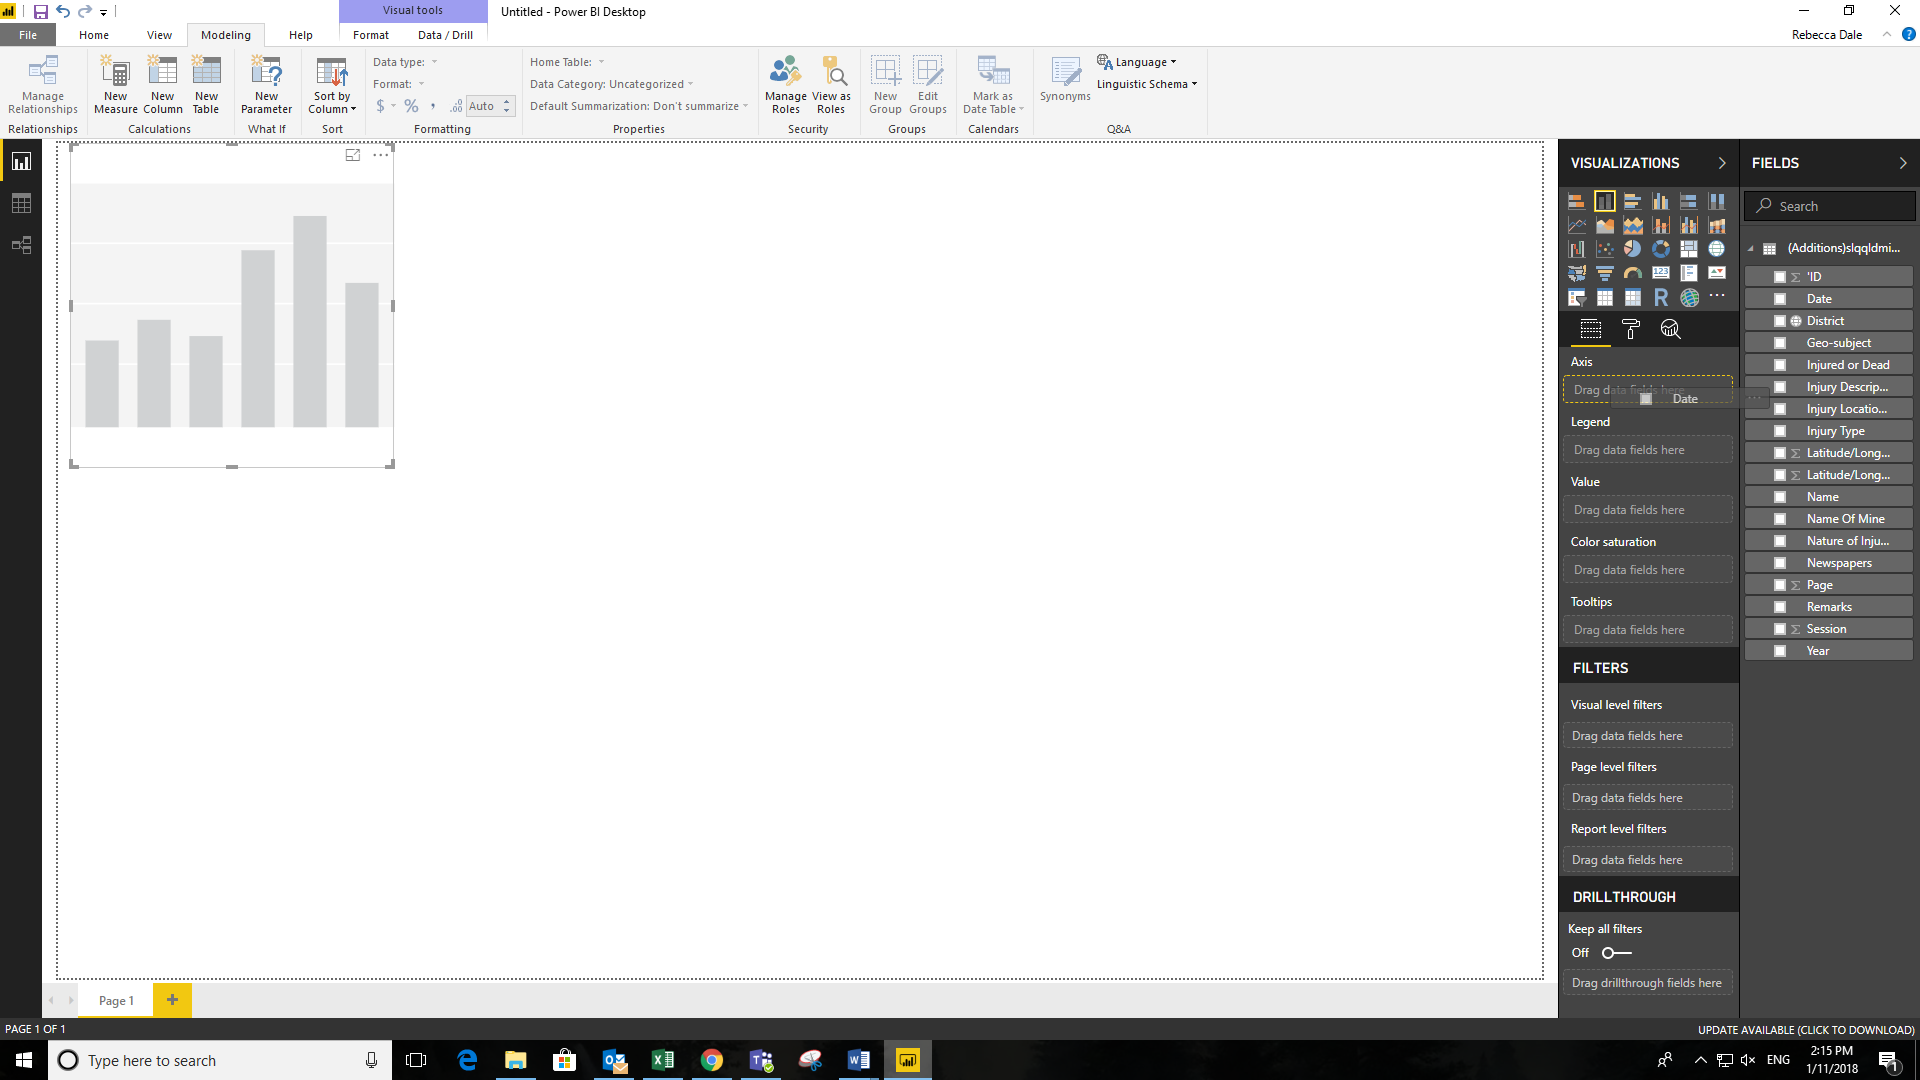 Visual tools
Untitled - Power BI Desktop
File Home View Modeling Help Format Data / Drill
Rebecca Dale
?
Manage Relationships
New Measure
New Column
New Table
New Parameter
Sort by Column
Data type:
Format:
$ % , .00 Auto
Home Table:
Data Category: Uncategorized
Default Summarization: Don't summarize
Manage Roles
View as Roles
New Group
Edit Groups
Mark as Date Table
Synonyms
Language
Linguistic Schema
Relationships Calculations What If Sort Formatting Properties Security Groups Calendars Q&A
VISUALIZATIONS
123
R
Axis
Drag data fields here
Date
Legend
Drag data fields here
Value
Drag data fields here
Color saturation
Drag data fields here
Tooltips
Drag data fields here
FILTERS
Visual level filters
Drag data fields here
Page level filters
Drag data fields here
Report level filters
Drag data fields here
DRILLTHROUGH
Keep all filters
Off
Drag drillthrough fields here
FIELDS
Search
(Additions)slqqldmi...
Σ 'ID
Date
District
Geo-subject
Injured or Dead
Injury Descrip...
Injury Locatio...
Injury Type
Σ Latitude/Long...
Σ Latitude/Long...
Name
Name Of Mine
Nature of Inju...
Newspapers
Σ Page
Remarks
Σ Session
Year
Page 1
PAGE 1 OF 1
UPDATE AVAILABLE (CLICK TO DOWNLOAD)
Type here to search
ENG
2:15 PM
1/11/2018
1